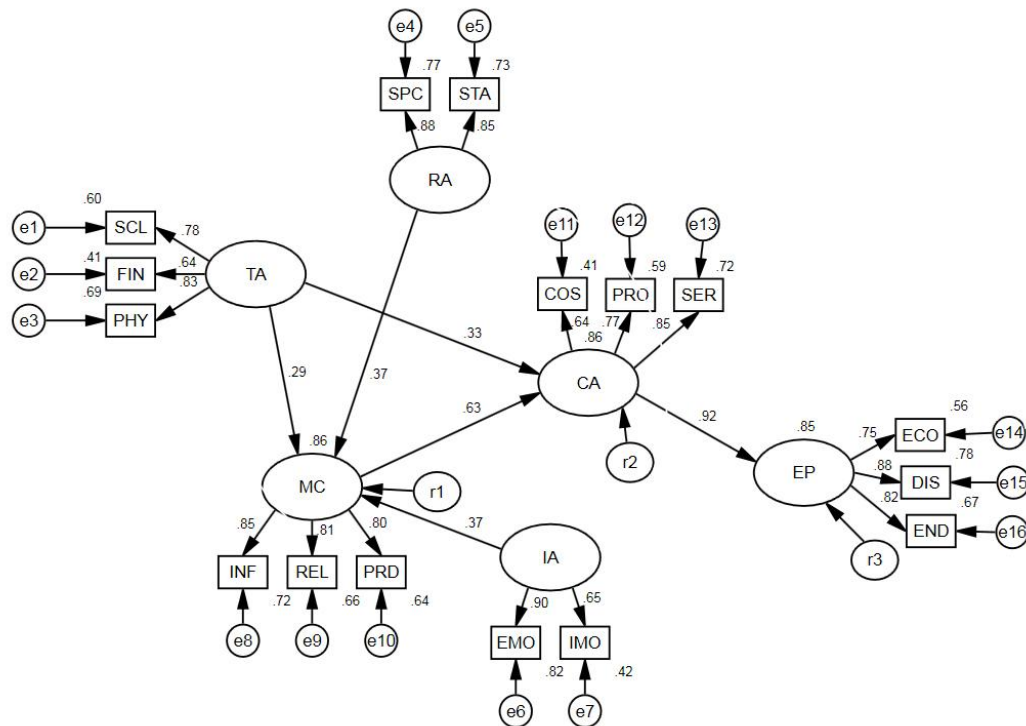 e4
e5
.77
.73
SPC
STA
.88
.85
RA
.60
e1
SCL
.78
e2
.41
FIN
.64
TA
.69
.83
e3
PHY
e11
e12
e13
.41
.59
.72
COS
PRO
SER
.64
.77
.85
.86
.33
CA
.29
.37
.63
.92
r2
.86
MC
r1
.85
.75
.56
ECO
e14
EP
.88
.78
DIS
e15
.82
.67
END
e16
r3
.85
.81
.80
.37
INF
REL
PRD
IA
.72
.66
.64
e8
e9
e10
.90
.65
EMO
IMO
.82
.42
e6
e7